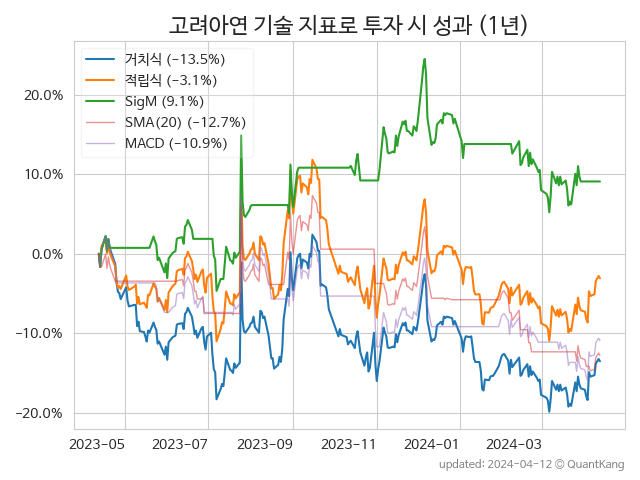 고려아연 기술 지표로 투자 시 성과 (1년)
거치식 (−13.5%)
적립식 (−3.1%)
SigM (9.1%)
SMA(20) (−12.7%)
MACD (−10.9%)
20.0%
10.0%
0.0%
−10.0%
−20.0%
2023−05 2023−07 2023−09 2023−11 2024−01 2024−03
updated: 2024−04−12 © QuantKang